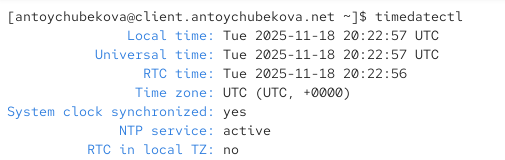 [antoychubekova@client.antoychubekova.net ~]$ timedatectl
Local time: Tue 2025-11-18 20:22:57 UTC
Universal time: Tue 2025-11-18 20:22:57 UTC
RTC time: Tue 2025-11-18 20:22:56
Time zone: UTC (UTC, +0000)
System clock synchronized: yes
NTP service: active
RTC in local TZ: no